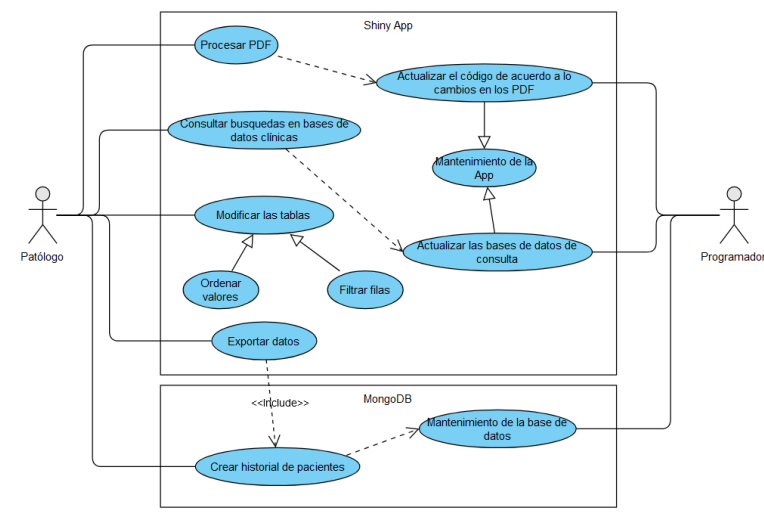 Shiny App
Procesar PDF
Actualizar el código de acuerdo a lo
cambios en los PDF
Consultar busquedas en bases de
datos clínicas
Mantenimiento de la
App
Modificar las tablas
Actualizar las bases de datos de
consulta
Patólogo
Programador
Ordenar
valores
Filtrar filas
Exportar datos
<<Include>>
MongoDB
Mantenimiento de la base de
datos
Crear historial de pacientes